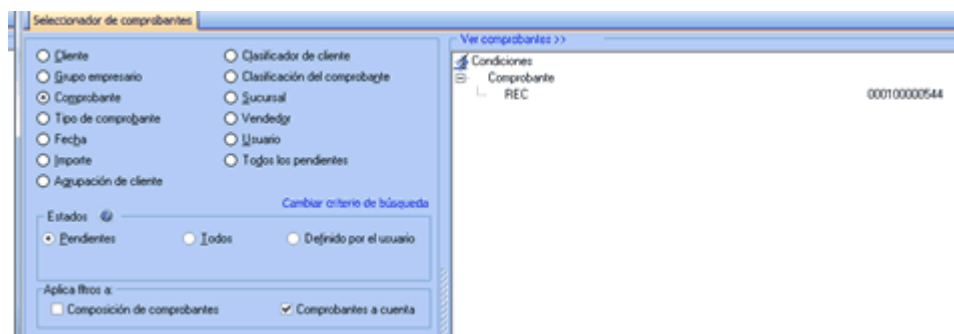 Seleccionador de comprobantes
Cliente
Grupo empresario
Comprobante
Tipo de comprobante
Fecha
Importe
Agrupación de cliente
Clasificador de cliente
Clasificación del comprobante
Sucursal
Vendedor
Usuario
Todos los pendientes
Cambiar criterio de búsqueda
Estados
Pendientes Todos Definido por el usuario
Aplica filtros a:
Composición de comprobantes Comprobantes a cuenta
Ver comprobantes >>
Condiciones
Comprobante
REC 000100000544